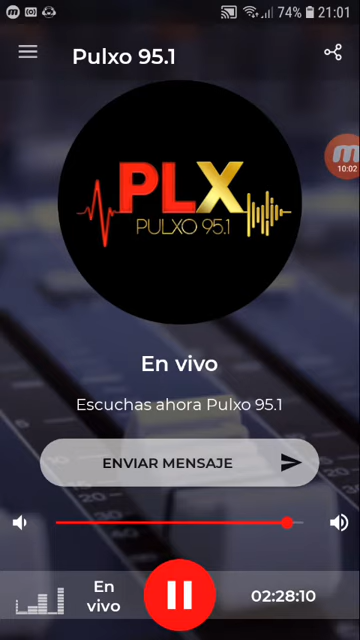 74% 21:01
Pulxo 95.1
10:02
PLX
PULXO 95.1
En vivo
Escuchas ahora Pulxo 95.1
ENVIAR MENSAJE
En
vivo
02:28:10